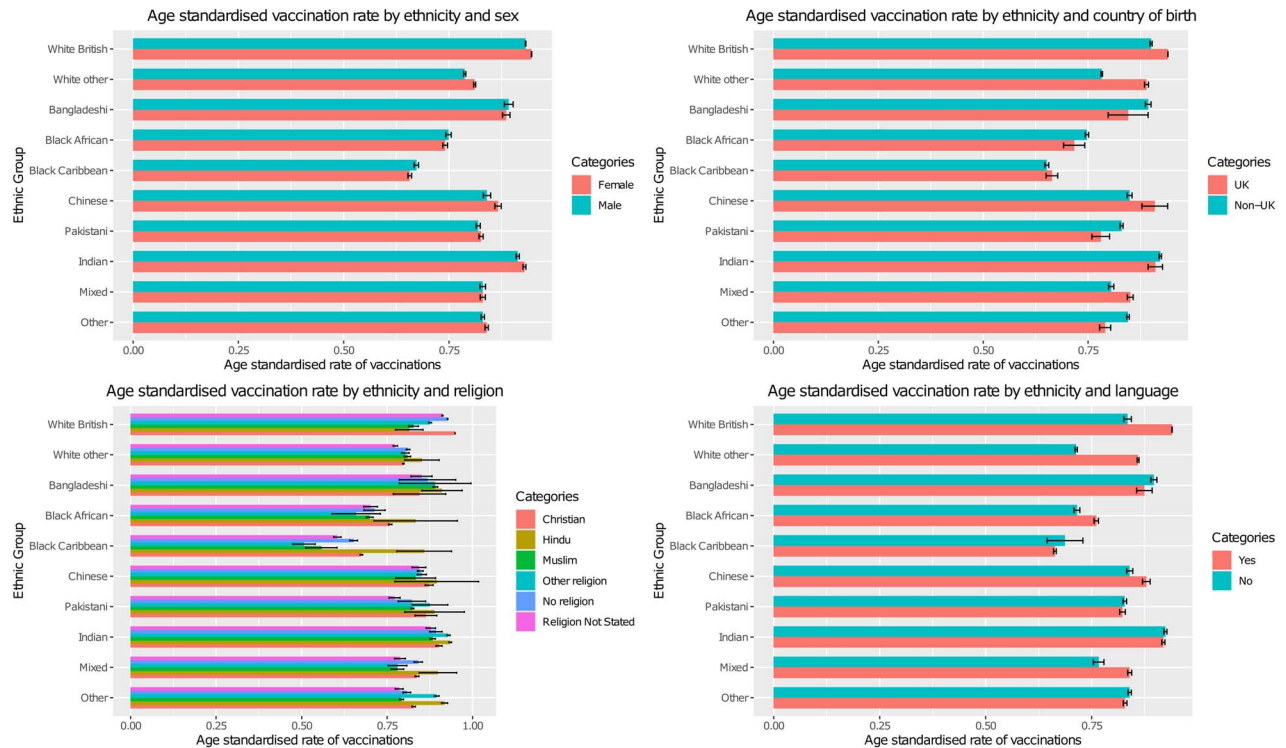 Age standardised vaccination rate by ethnicity and sex
Ethnic Group
White British
White other
Bangladeshi
Black African
Black Caribbean
Chinese
Pakistani
Indian
Mixed
Other
0.00 0.25 0.50 0.75
Age standardised rate of vaccinations
Categories
Female
Male
Age standardised vaccination rate by ethnicity and country of birth
Ethnic Group
White British
White other
Bangladeshi
Black African
Black Caribbean
Chinese
Pakistani
Indian
Mixed
Other
0.00 0.25 0.50 0.75
Age standardised rate of vaccinations
Categories
UK
Non-UK
Age standardised vaccination rate by ethnicity and religion
Ethnic Group
White British
White other
Bangladeshi
Black African
Black Caribbean
Chinese
Pakistani
Indian
Mixed
Other
0.00 0.25 0.50 0.75 1.00
Age standardised rate of vaccinations
Categories
Christian
Hindu
Muslim
Other religion
No religion
Religion Not Stated
Age standardised vaccination rate by ethnicity and language
Ethnic Group
White British
White other
Bangladeshi
Black African
Black Caribbean
Chinese
Pakistani
Indian
Mixed
Other
0.00 0.25 0.50 0.75
Age standardised rate of vaccinations
Categories
Yes
No